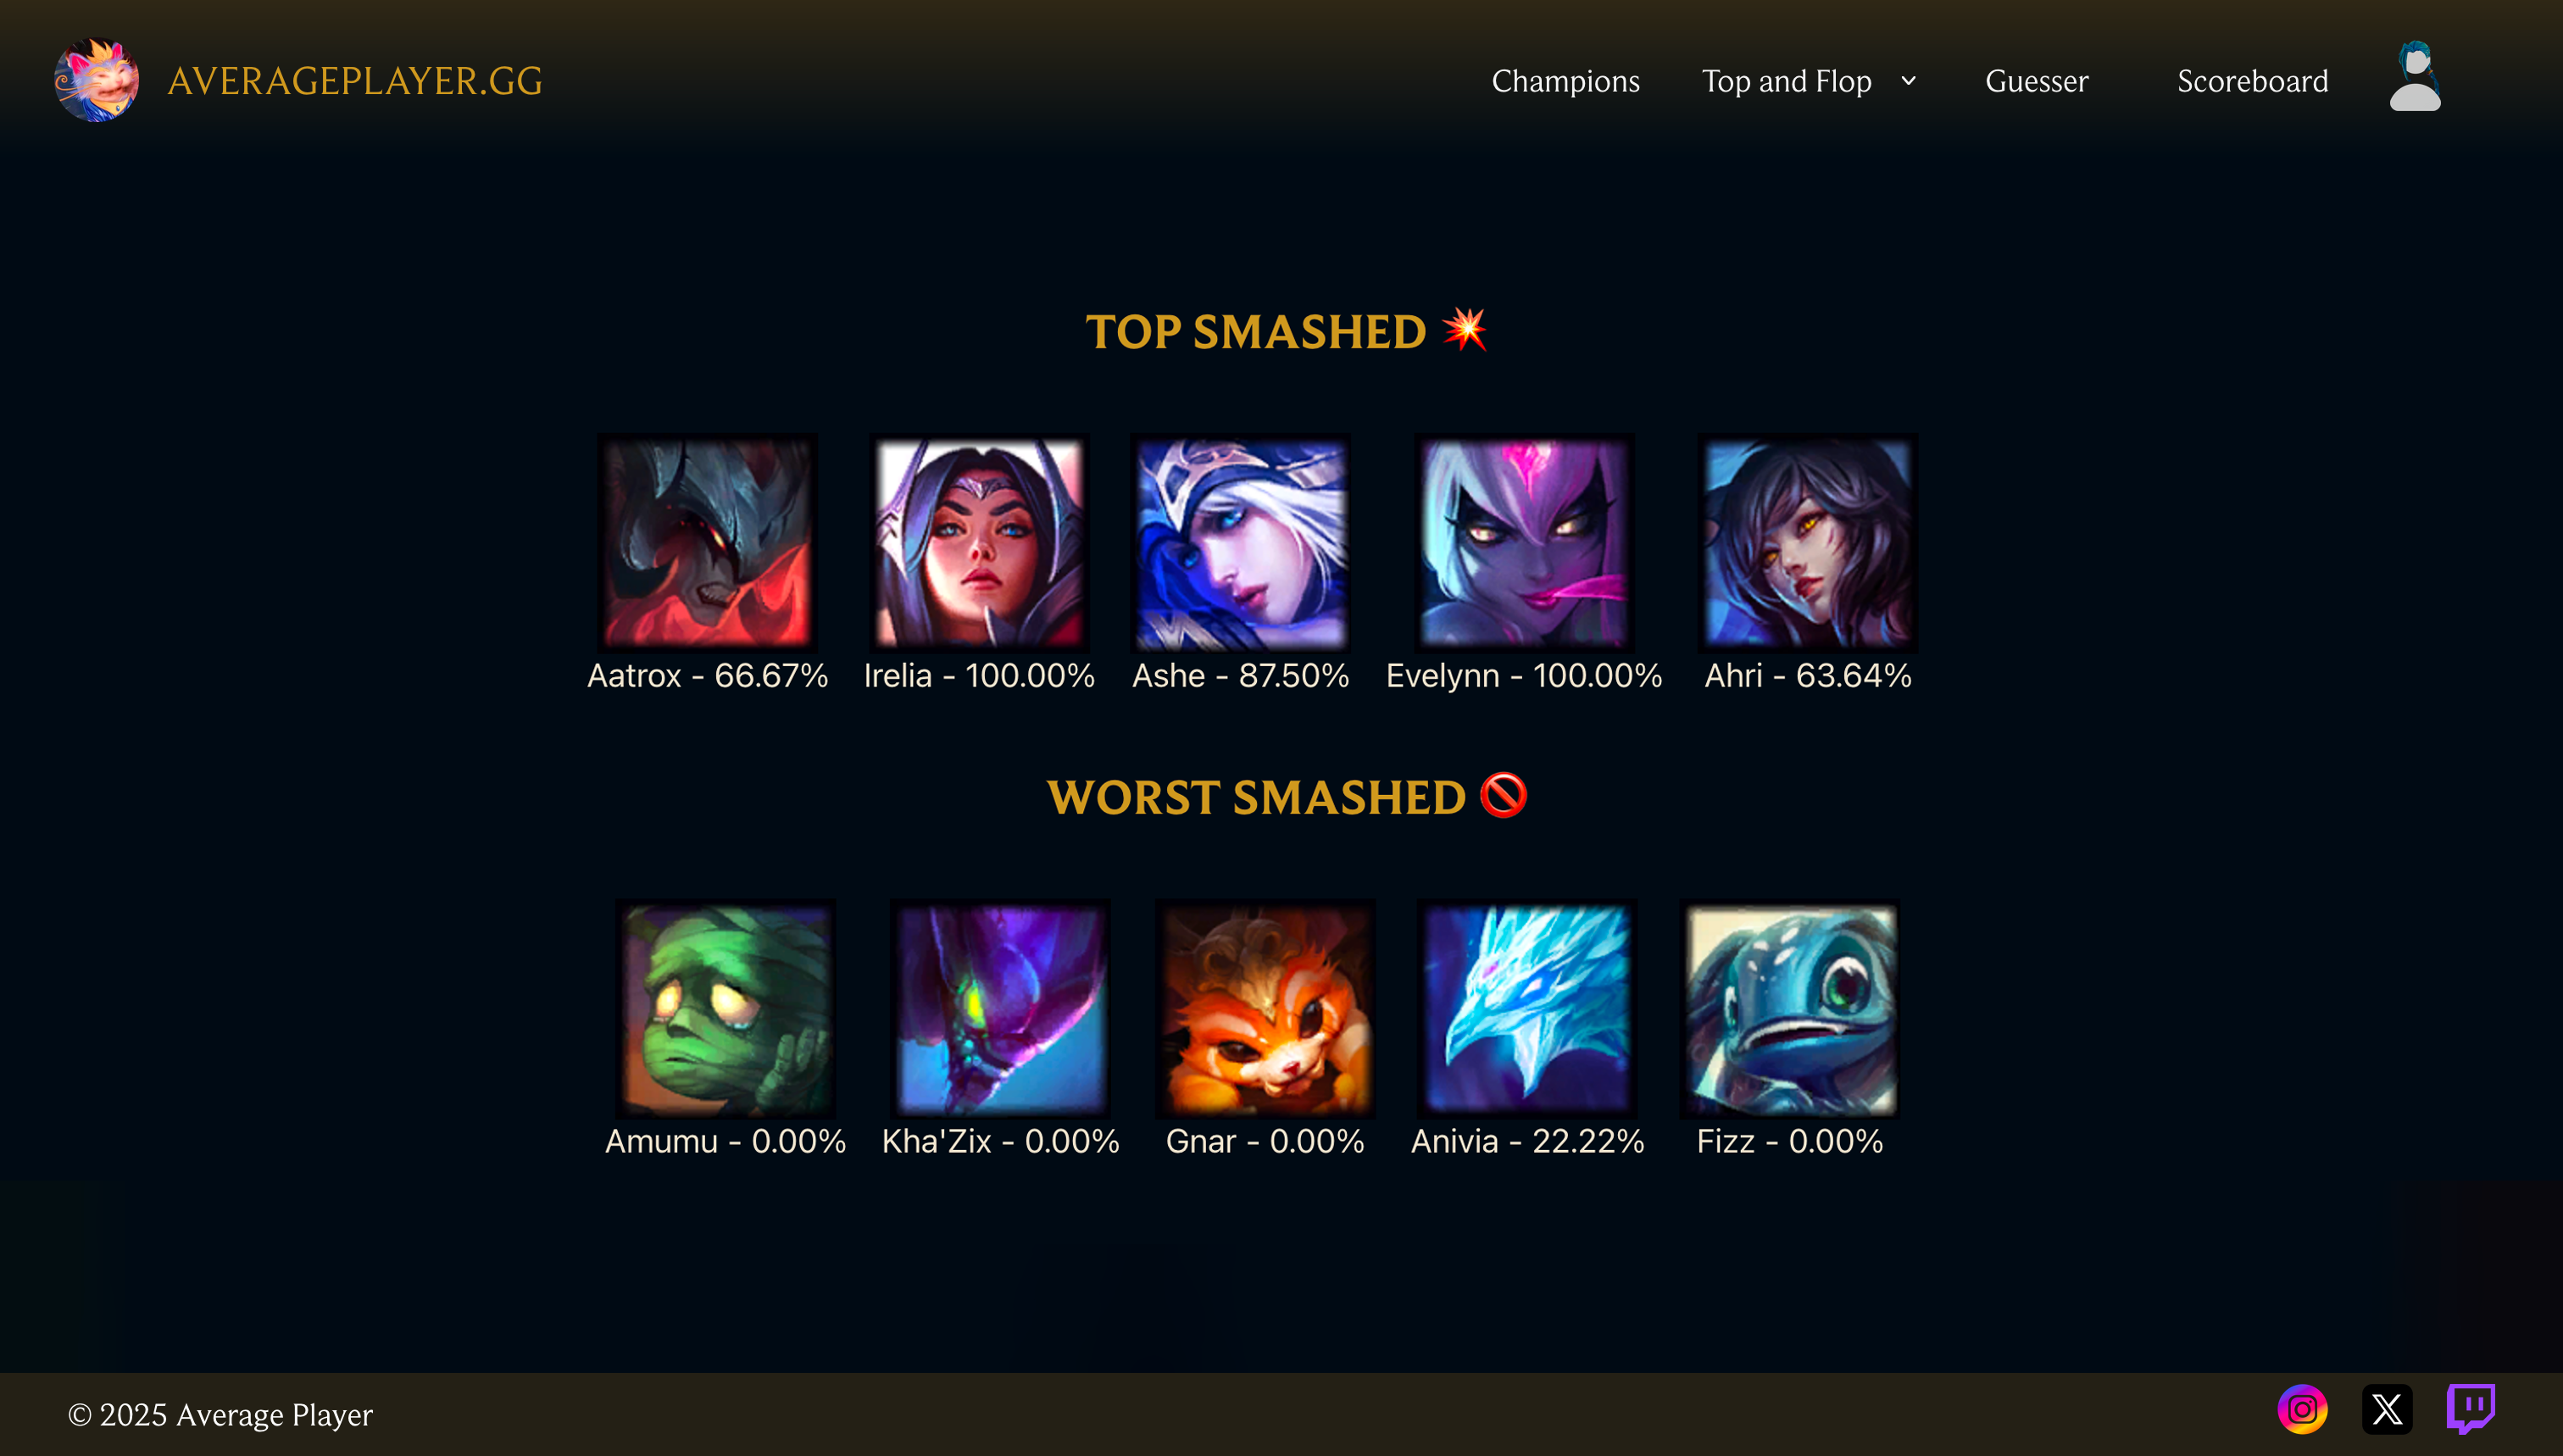 AVERAGEPLAYER.GG
Champions
Top and Flop
Guesser
Scoreboard
TOP SMASHED 💥
Aatrox - 66.67%
Irelia - 100.00%
Ashe - 87.50%
Evelynn - 100.00%
Ahri - 63.64%
WORST SMASHED 🚫
Amumu - 0.00%
Kha'Zix - 0.00%
Gnar - 0.00%
Anivia - 22.22%
Fizz - 0.00%
© 2025 Average Player